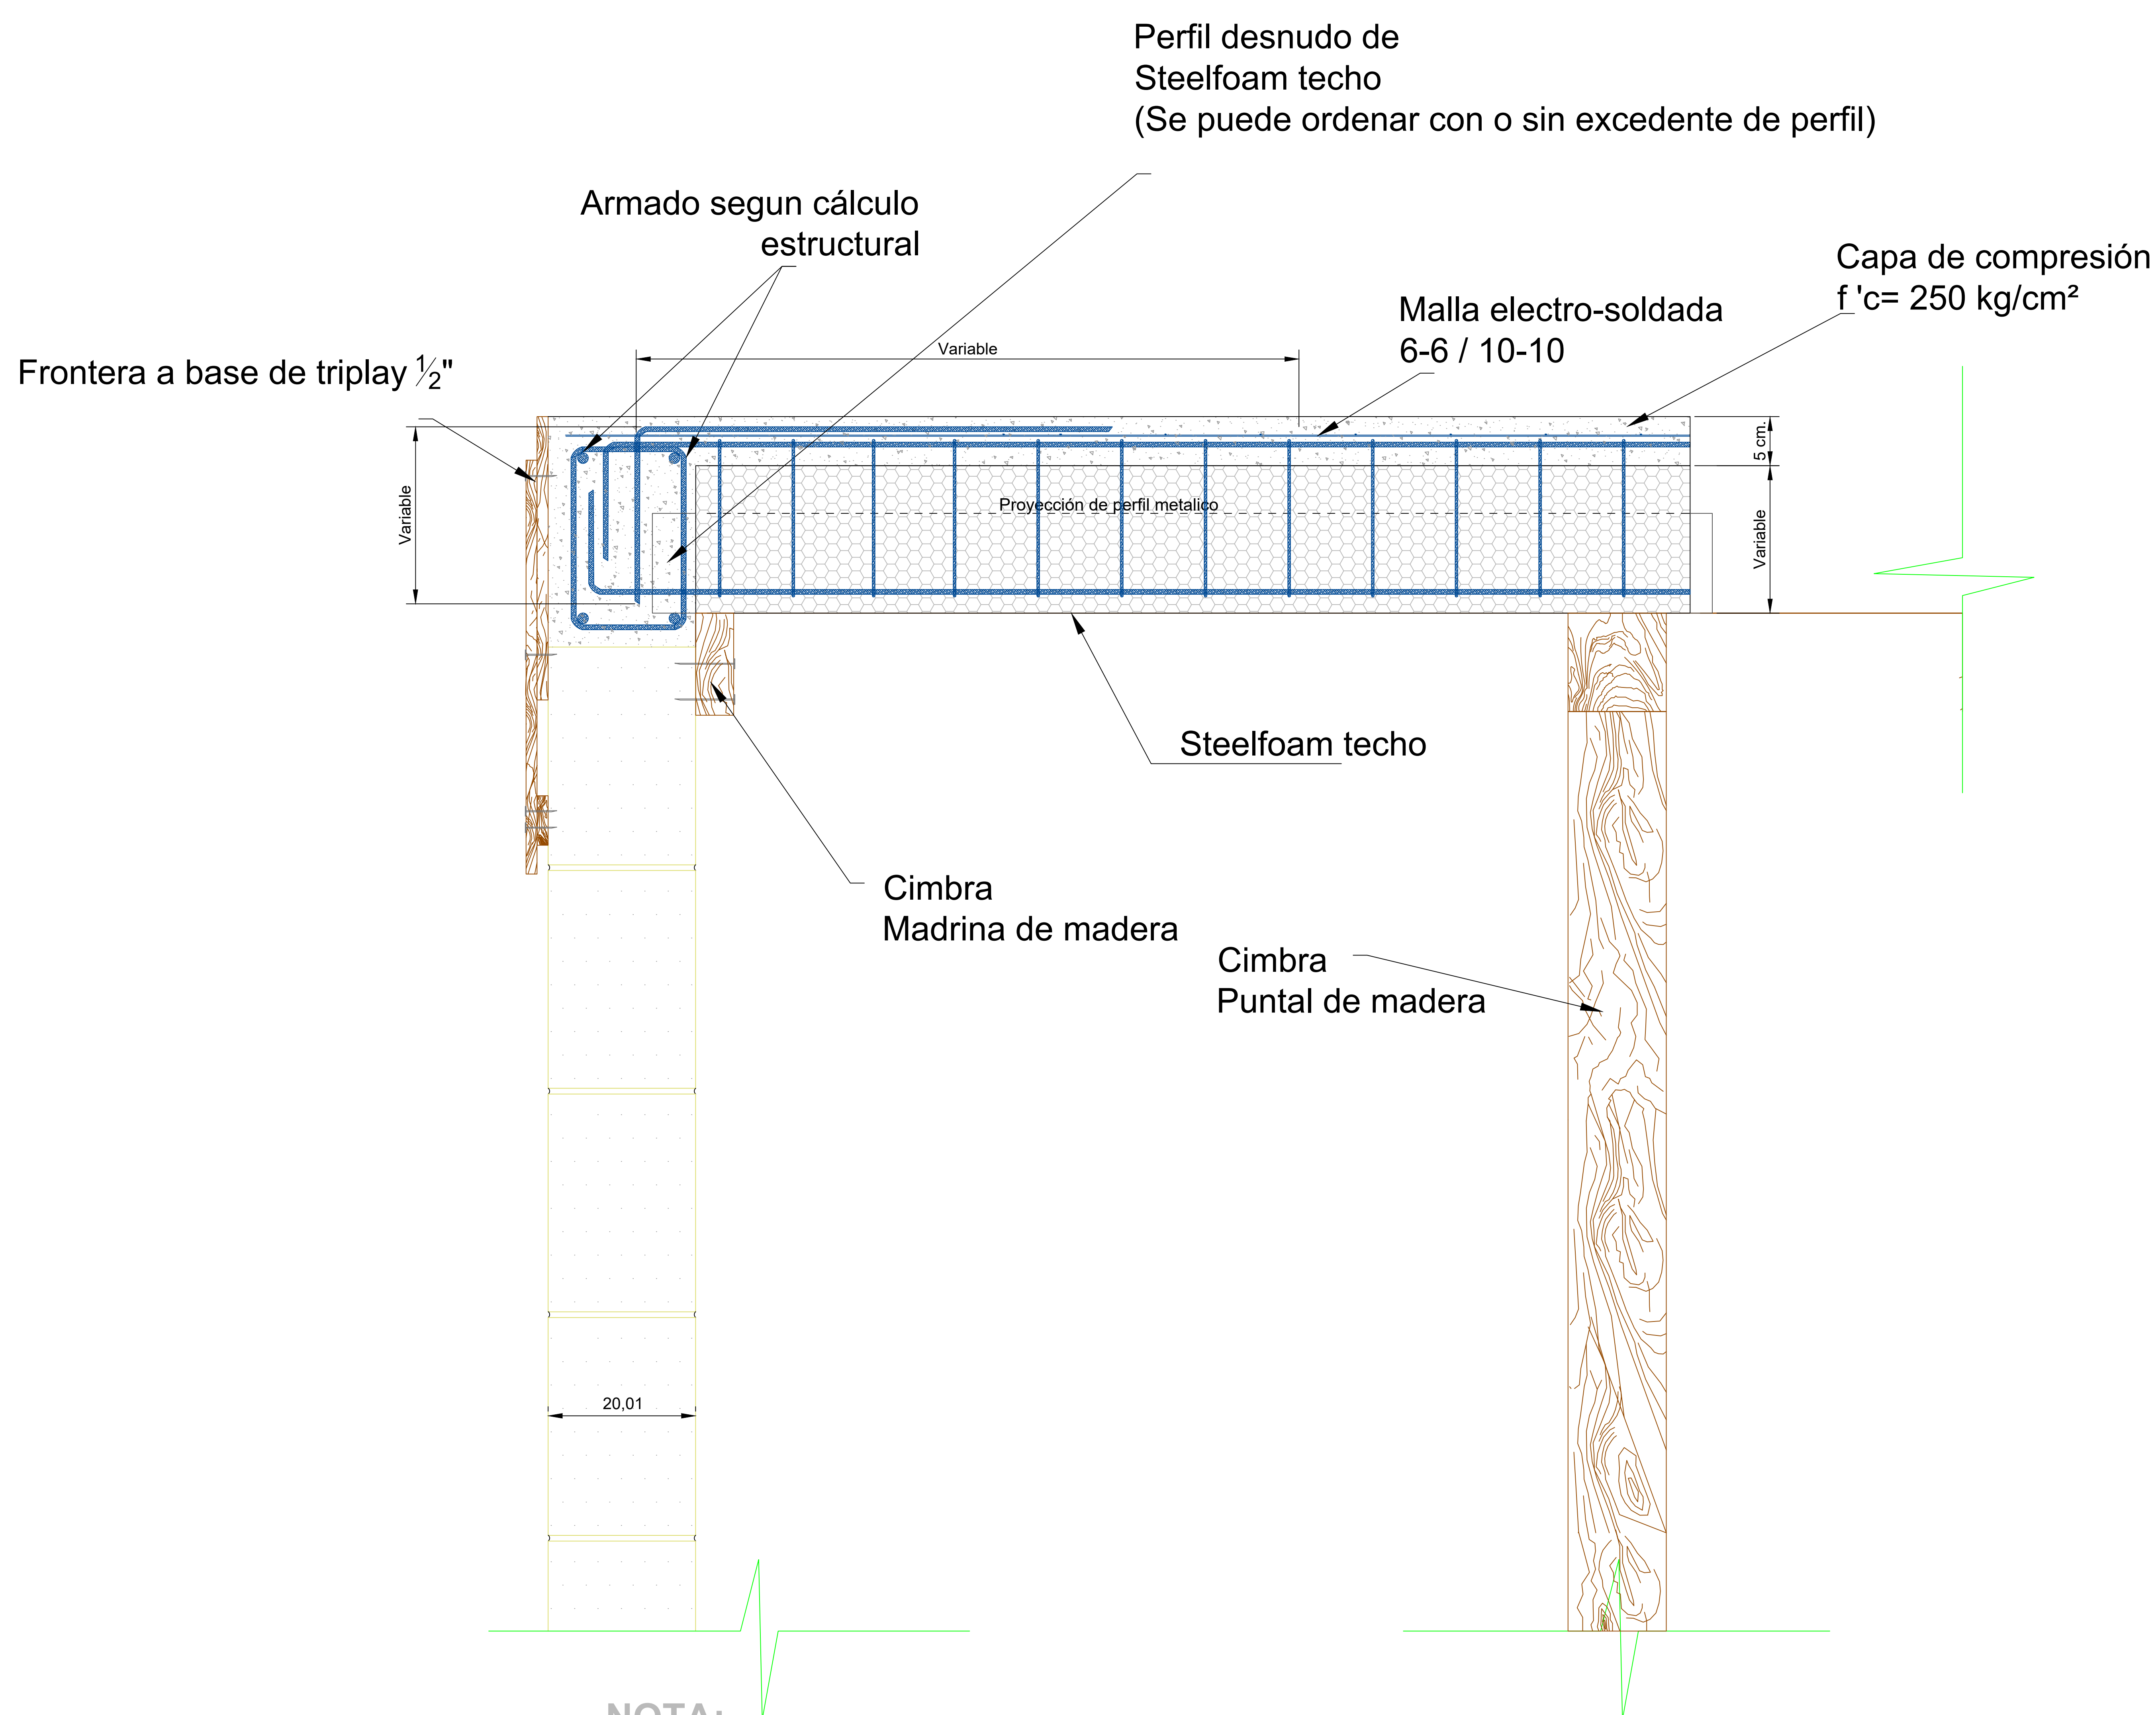 Perfil desnudo de
Steelfoam techo
(Se puede ordenar con o sin excedente de perfil)
Armado segun cálculo
estructural
Capa de compresión
f 'c= 250 kg/cm²
Malla electro-soldada
6-6 / 10-10
Variable
Frontera a base de triplay ½"
5 cm.
Variable
Proyección de perfil metalico
Variable
Steelfoam techo
Cimbra
Madrina de madera
Cimbra
Puntal de madera
20,01
NOTA: